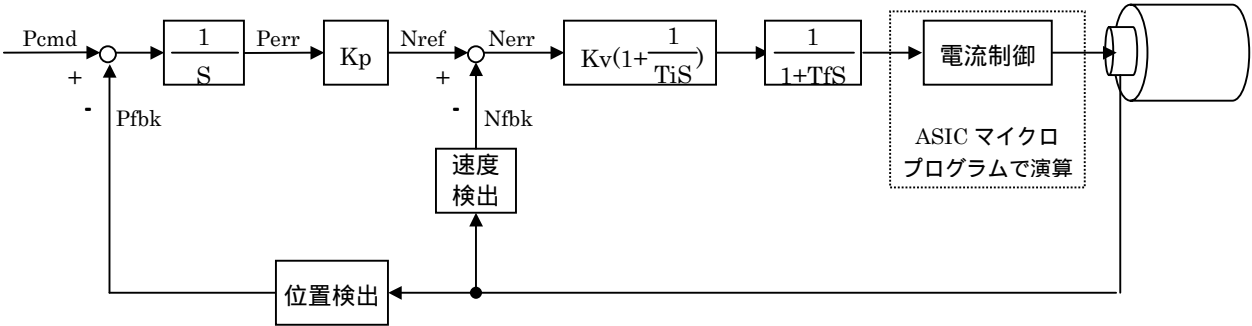 Pcmd
+
-
Pfbk
1
S
Perr
Kp
Nref
+
-
Nerr
Nfbk
速度
検出
Kv(1+
1
TiS
)
1
1+TfS
電流制御
ASIC マイクロ
プログラムで演算
位置検出